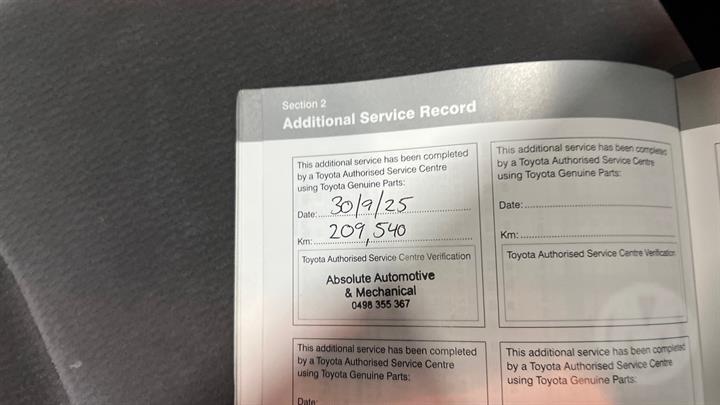 Section 2
Additional Service Record
This additional service has been completed
by a Toyota Authorised Service Centre
using Toyota Genuine Parts:
Date: 30/9/25
Km: 209,540
Toyota Authorised Service Centre Verification
Absolute Automotive
& Mechanical
0498 355 367
This additional service has been completed
by a Toyota Authorised Service Centre
using Toyota Genuine Parts:
Date:
Km:
Toyota Authorised Service Centre Verification
This additional service has been completed
by a Toyota Authorised Service Centre
using Toyota Genuine Parts:
Date:
This additional service has been completed
by a Toyota Authorised Service Centre
using Toyota Genuine Parts: